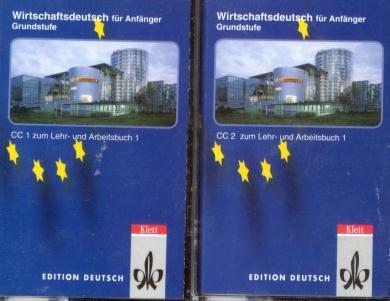 Wirtschaftsdeutsch für Anfänger
Grundstufe
CC 1 zum Lehr- und Arbeitsbuch 1
Klett
EDITION DEUTSCH
Wirtschaftsdeutsch für Anfänger
Grundstufe
CC 2 zum Lehr- und Arbeitsbuch 1
Klett
EDITION DEUTSCH